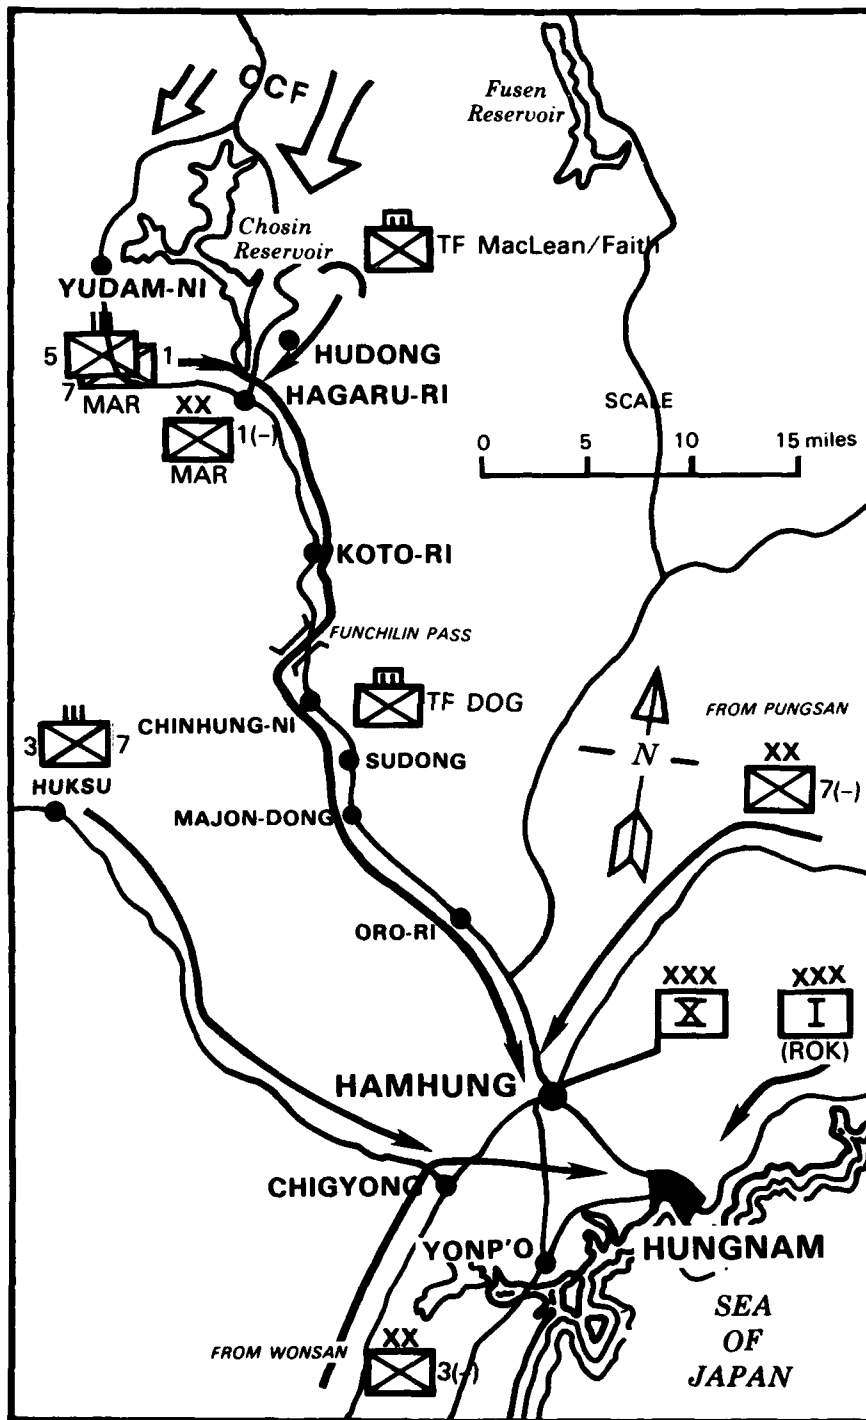 CCF
Fusen
Reservoir
Chosin
Reservoir
TF MacLean/Faith
YUDAM-NI
HUDONG
5 1
7
MAR
HAGARU-RI
XX
1(-)
MAR
SCALE
0 5 10 15 miles
KOTO-RI
FUNCHILIN PASS
TF DOG
CHINHUNG-NI
FROM PUNGSAN
3 7
HUKSU
SUDONG
N
XX
7(-)
MAJON-DONG
ORO-RI
XXX
X
XXX
I
(ROK)
HAMHUNG
CHIGYONG
YONP'O
HUNGNAM
SEA
OF
JAPAN
FROM WONSAN
XX
3(-)